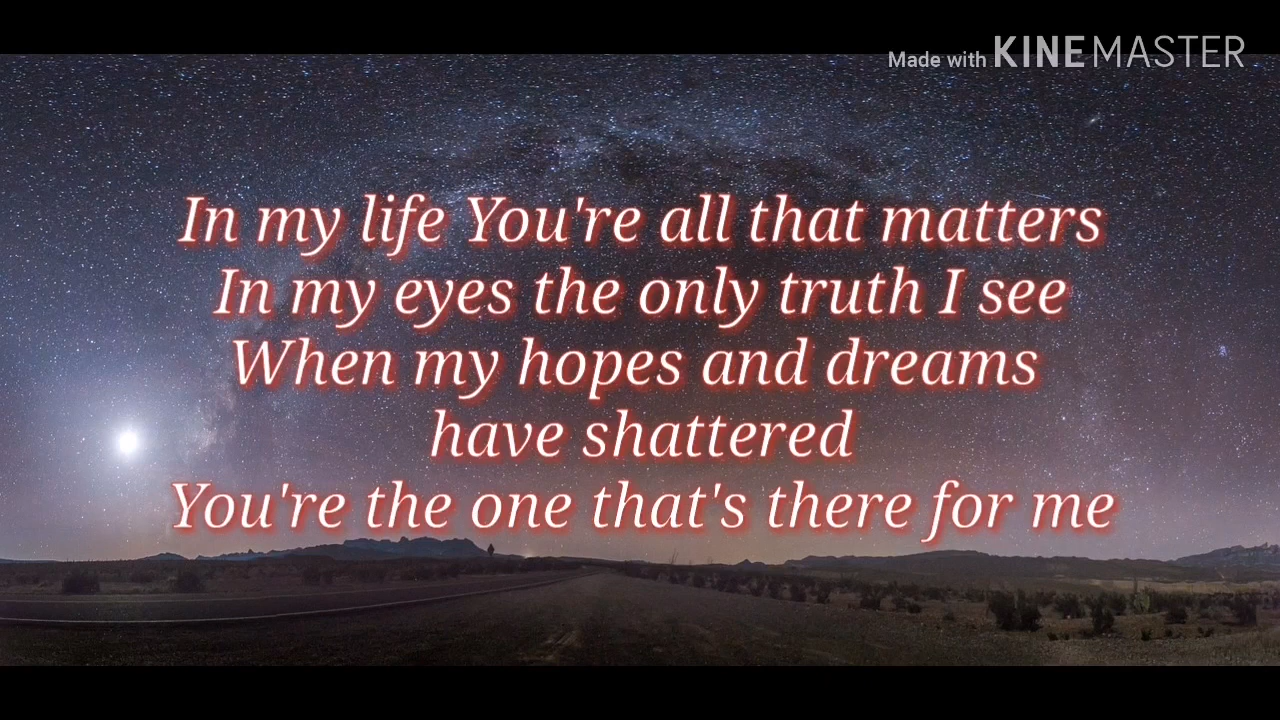 Made with KINEMASTER
In my life You're all that matters
In my eyes the only truth I see
When my hopes and dreams
have shattered
You're the one that's there for me